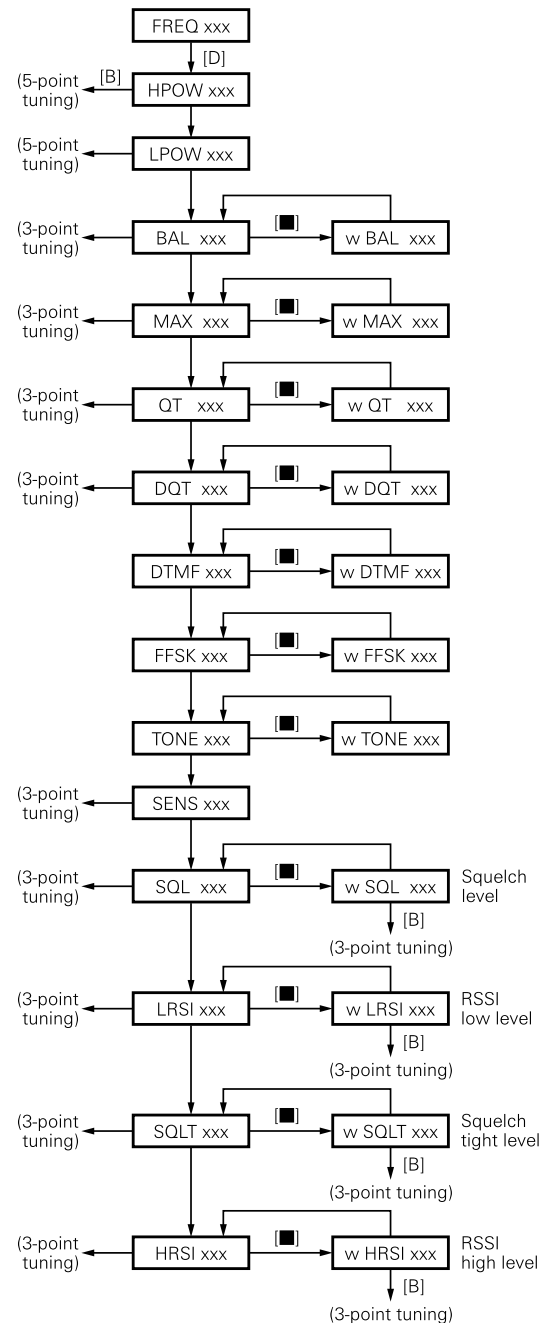 FREQ xxx
[D]
(5-point tuning)
[B]
HPOW xxx
(5-point tuning)
LPOW xxx
(3-point tuning)
BAL xxx
[■]
w BAL xxx
(3-point tuning)
MAX xxx
[■]
w MAX xxx
(3-point tuning)
QT xxx
[■]
w QT xxx
(3-point tuning)
DQT xxx
[■]
w DQT xxx
DTMF xxx
[■]
w DTMF xxx
FFSK xxx
[■]
w FFSK xxx
TONE xxx
[■]
w TONE xxx
(3-point tuning)
SENS xxx
(3-point tuning)
SQL xxx
[■]
w SQL xxx
Squelch level
[B]
(3-point tuning)
(3-point tuning)
LRSI xxx
[■]
w LRSI xxx
RSSI low level
[B]
(3-point tuning)
(3-point tuning)
SQLT xxx
[■]
w SQLT xxx
Squelch tight level
[B]
(3-point tuning)
(3-point tuning)
HRSI xxx
[■]
w HRSI xxx
RSSI high level
[B]
(3-point tuning)